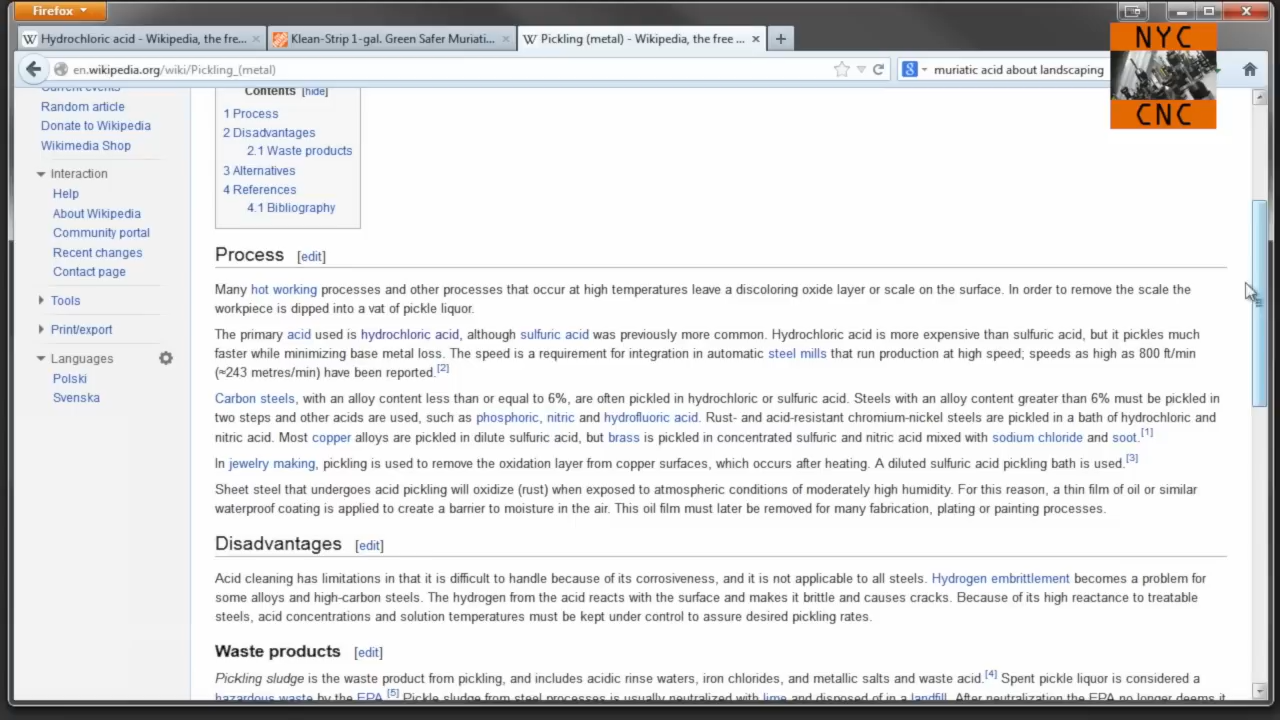 Firefox
Hydrochloric acid - Wikipedia, the fre...
Klean-Strip 1-gal. Green Safer Muriati...
Pickling (metal) - Wikipedia, the free ...
en.wikipedia.org/wiki/Pickling_(metal)
muriatic acid about landscaping
NYC
CNC
Current events
Random article
Donate to Wikipedia
Wikimedia Shop
Interaction
Help
About Wikipedia
Community portal
Recent changes
Contact page
Tools
Print/export
Languages
Polski
Svenska
Contents [hide]
1 Process
2 Disadvantages
2.1 Waste products
3 Alternatives
4 References
4.1 Bibliography
Process [edit]
Many hot working processes and other processes that occur at high temperatures leave a discoloring oxide layer or scale on the surface. In order to remove the scale the
workpiece is dipped into a vat of pickle liquor.
The primary acid used is hydrochloric acid, although sulfuric acid was previously more common. Hydrochloric acid is more expensive than sulfuric acid, but it pickles much
faster while minimizing base metal loss. The speed is a requirement for integration in automatic steel mills that run production at high speed; speeds as high as 800 ft/min
(≈243 metres/min) have been reported.[2]
Carbon steels, with an alloy content less than or equal to 6%, are often pickled in hydrochloric or sulfuric acid. Steels with an alloy content greater than 6% must be pickled in
two steps and other acids are used, such as phosphoric, nitric and hydrofluoric acid. Rust- and acid-resistant chromium-nickel steels are pickled in a bath of hydrochloric and
nitric acid. Most copper alloys are pickled in dilute sulfuric acid, but brass is pickled in concentrated sulfuric and nitric acid mixed with sodium chloride and soot.[1]
In jewelry making, pickling is used to remove the oxidation layer from copper surfaces, which occurs after heating. A diluted sulfuric acid pickling bath is used.[3]
Sheet steel that undergoes acid pickling will oxidize (rust) when exposed to atmospheric conditions of moderately high humidity. For this reason, a thin film of oil or similar
waterproof coating is applied to create a barrier to moisture in the air. This oil film must later be removed for many fabrication, plating or painting processes.
Disadvantages [edit]
Acid cleaning has limitations in that it is difficult to handle because of its corrosiveness, and it is not applicable to all steels. Hydrogen embrittlement becomes a problem for
some alloys and high-carbon steels. The hydrogen from the acid reacts with the surface and makes it brittle and causes cracks. Because of its high reactance to treatable
steels, acid concentrations and solution temperatures must be kept under control to assure desired pickling rates.
Waste products [edit]
Pickling sludge is the waste product from pickling, and includes acidic rinse waters, iron chlorides, and metallic salts and waste acid.[4] Spent pickle liquor is considered a
hazardous waste by the EPA.[5] Pickle sludge from steel processes is usually neutralized with lime and disposed of in a landfill. After neutralization the EPA no longer deems it